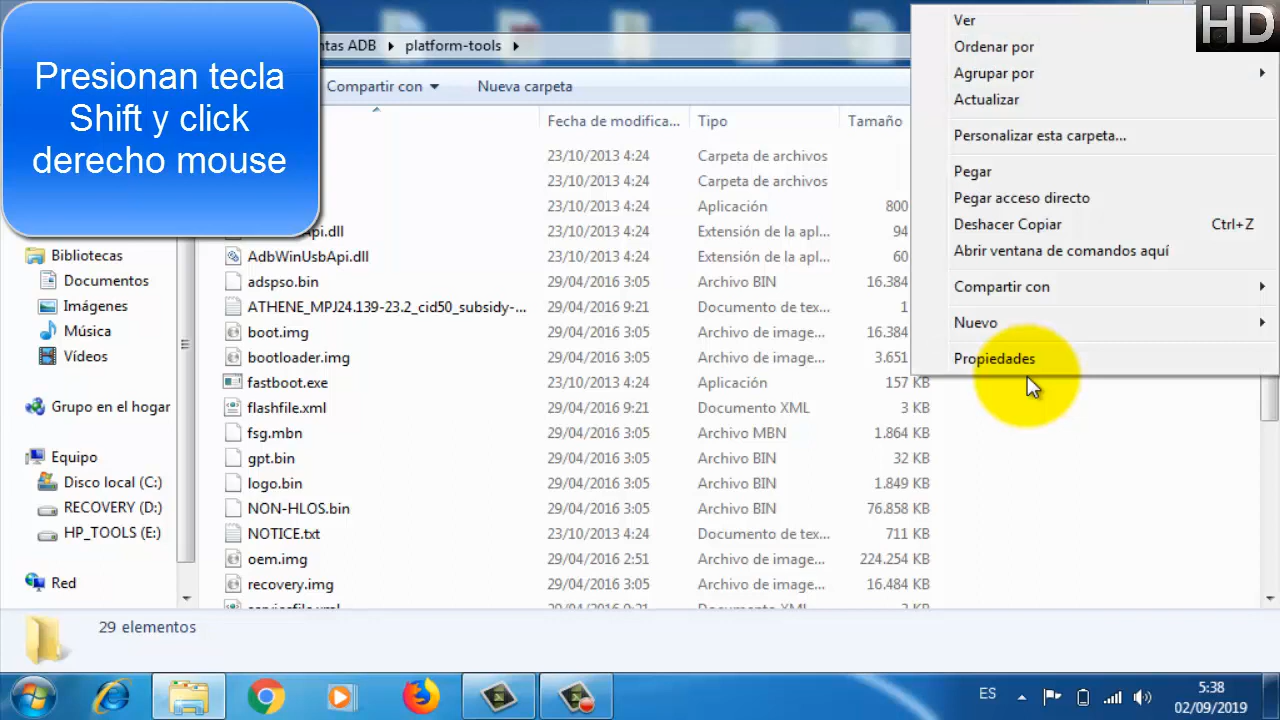 Presionan tecla
Shift y click
derecho mouse
HD
ntas ADB
platform-tools
Compartir con
Nueva carpeta
Fecha de modifica...
Tipo
Tamaño
23/10/2013 4:24
Carpeta de archivos
23/10/2013 4:24
Carpeta de archivos
23/10/2013 4:24
Aplicación
800
Api.dll
23/10/2013 4:24
Extensión de la apl...
94
AdbWinUsbApi.dll
23/10/2013 4:24
Extensión de la apl...
60
adspso.bin
29/04/2016 3:05
Archivo BIN
16.384
ATHENE_MPJ24.139-23.2_cid50_subsidy-...
29/04/2016 9:21
Documento de tex...
1
boot.img
29/04/2016 3:05
Archivo de image...
16.384
bootloader.img
29/04/2016 3:05
Archivo de image...
3.651
fastboot.exe
23/10/2013 4:24
Aplicación
157 KB
flashfile.xml
29/04/2016 9:21
Documento XML
3 KB
fsg.mbn
29/04/2016 3:05
Archivo MBN
1.864 KB
gpt.bin
29/04/2016 3:05
Archivo BIN
32 KB
logo.bin
29/04/2016 3:05
Archivo BIN
1.849 KB
NON-HLOS.bin
29/04/2016 3:05
Archivo BIN
76.858 KB
NOTICE.txt
23/10/2013 4:24
Documento de tex...
711 KB
oem.img
29/04/2016 2:51
Archivo de image...
224.254 KB
recovery.img
29/04/2016 3:05
Archivo de image...
16.484 KB
servicefile.xml
29/04/2016 9:21
Documento XML
3 KB
Bibliotecas
Documentos
Imágenes
Música
Vídeos
Grupo en el hogar
Equipo
Disco local (C:)
RECOVERY (D:)
HP_TOOLS (E:)
Red
Ver
Ordenar por
Agrupar por
Actualizar
Personalizar esta carpeta...
Pegar
Pegar acceso directo
Deshacer Copiar
Ctrl+Z
Abrir ventana de comandos aquí
Compartir con
Nuevo
Propiedades
29 elementos
ES
5:38
02/09/2019